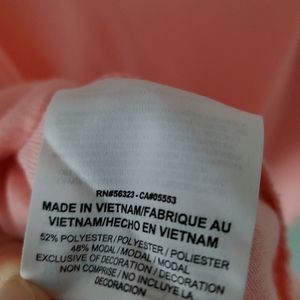 RN#56323 - CA#05553
MADE IN VIETNAM/FABRIQUE AU
VIETNAM/HECHO EN VIETNAM
52% POLYESTER / POLYESTER / POLIESTER
48% MODAL / MODAL / MODAL
EXCLUSIVE OF DECORATION / DECORATION
NON COMPRISE / NO INCLUYE LA
DECORACION